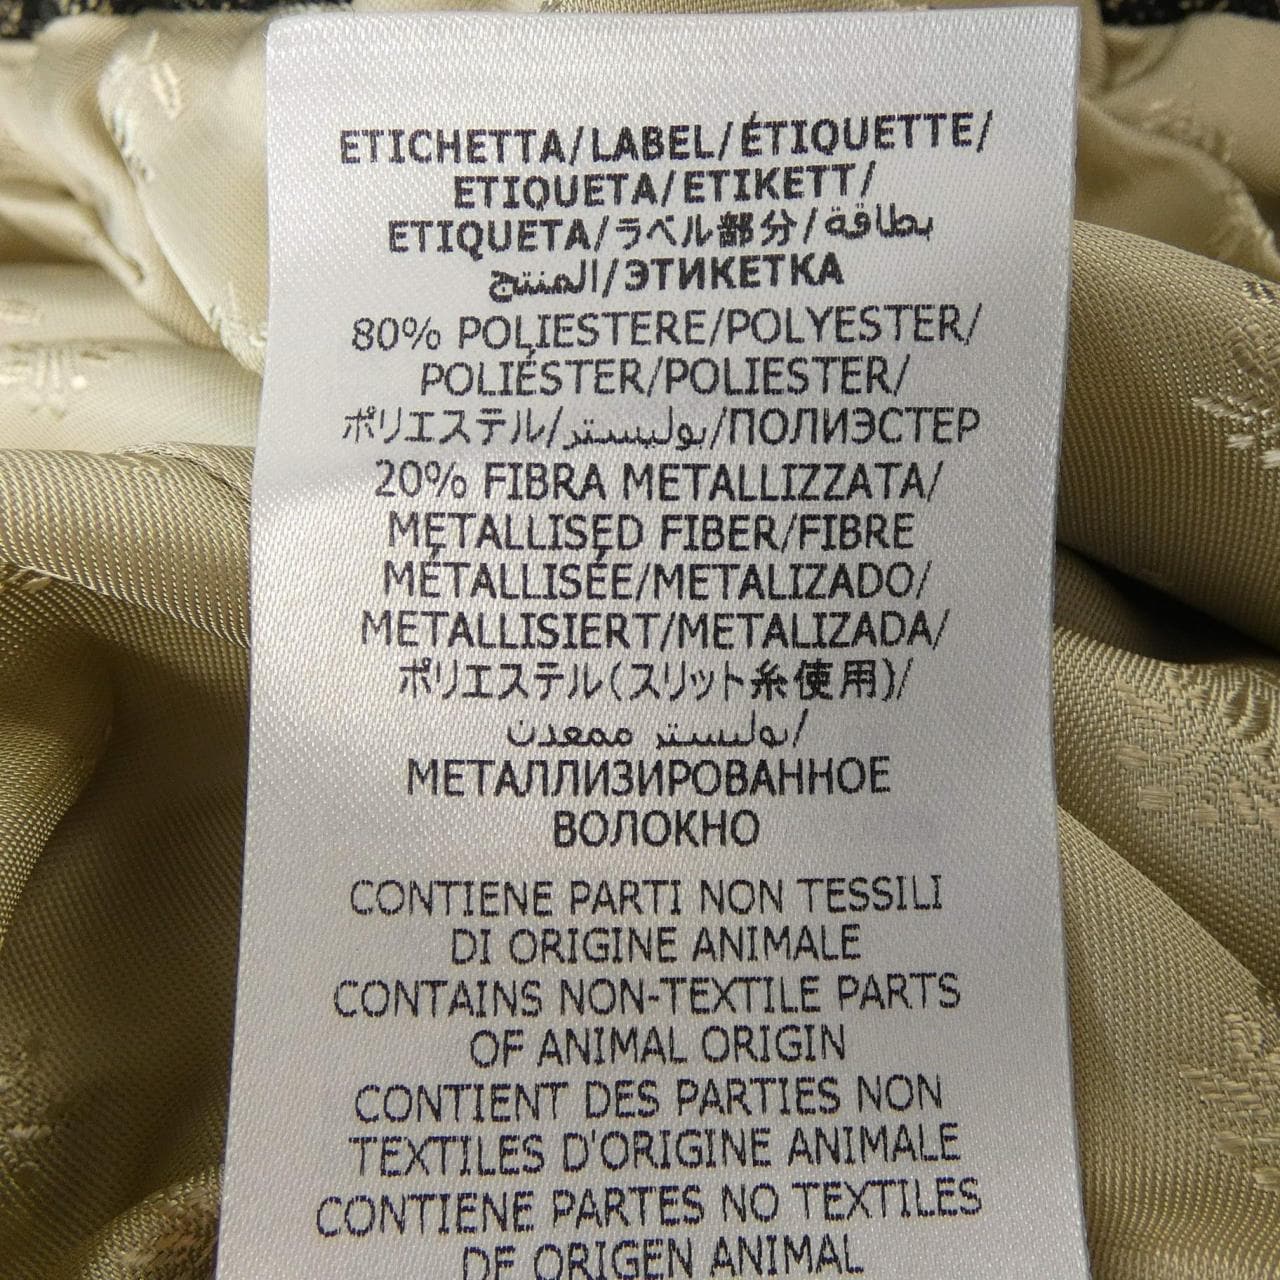 ETICHETTA/LABEL/ÉTIQUETTE/
ETIQUETA/ETIKETT/
ETIQUETA/ラベル部分/بطاقة
المنتج/ЭТИКЕТКА
80% POLIESTERE/POLYESTER/
POLIÉSTER/POLIESTER/
ポリエステル/بوليستر/ПОЛИЭСТЕР
20% FIBRA METALLIZZATA/
METALLISED FIBER/FIBRE
MÉTALLISÉE/METALIZADO/
METALLISIERT/METALIZADA/
ポリエステル(スリット糸使用)/
بوليستر ممعدن/
МЕТАЛЛИЗИРОВАННОЕ
ВОЛОКНО
CONTIENE PARTI NON TESSILI
DI ORIGINE ANIMALE
CONTAINS NON-TEXTILE PARTS
OF ANIMAL ORIGIN
CONTIENT DES PARTIES NON
TEXTILES D'ORIGINE ANIMALE
CONTIENE PARTES NO TEXTILES
DE ORIGEN ANIMAL